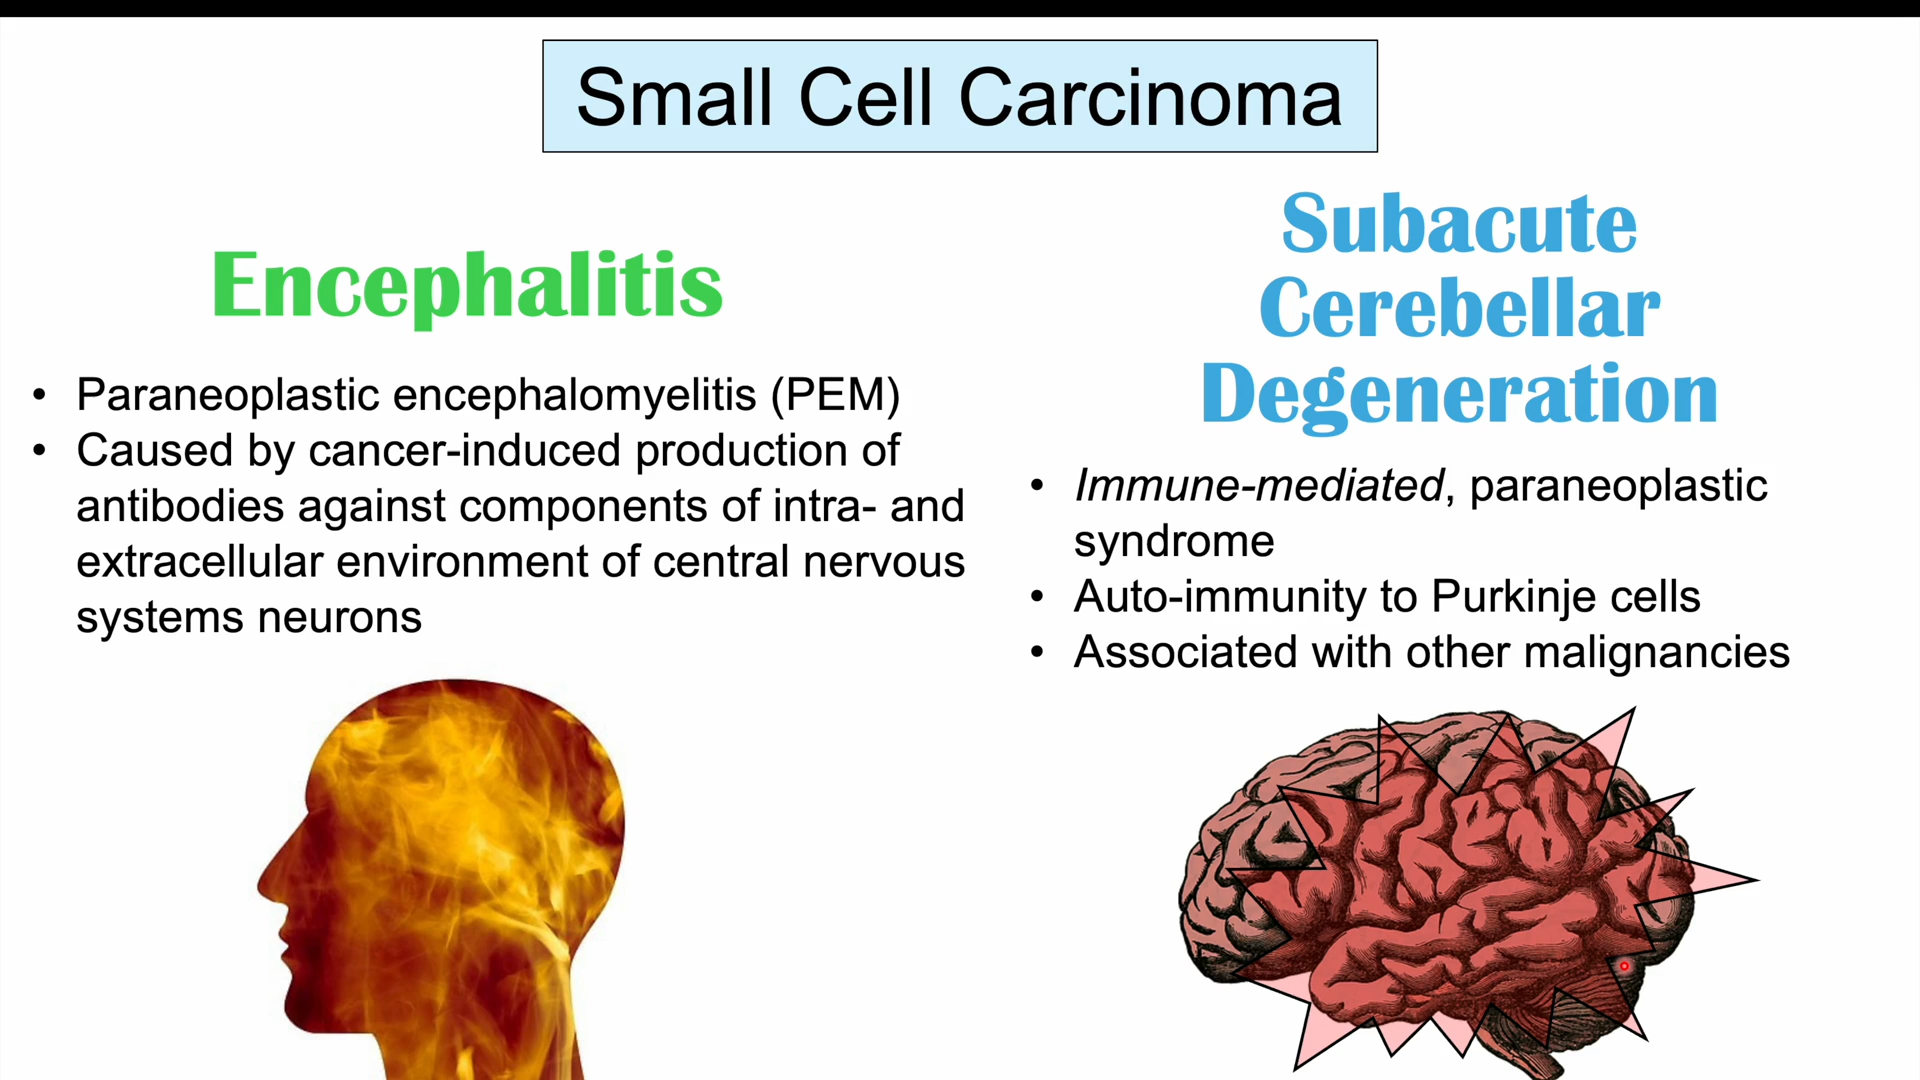 Small Cell Carcinoma
Encephalitis
• Paraneoplastic encephalomyelitis (PEM)
• Caused by cancer-induced production of
antibodies against components of intra- and
extracellular environment of central nervous
systems neurons
Subacute
Cerebellar
Degeneration
• Immune-mediated, paraneoplastic
syndrome
• Auto-immunity to Purkinje cells
• Associated with other malignancies